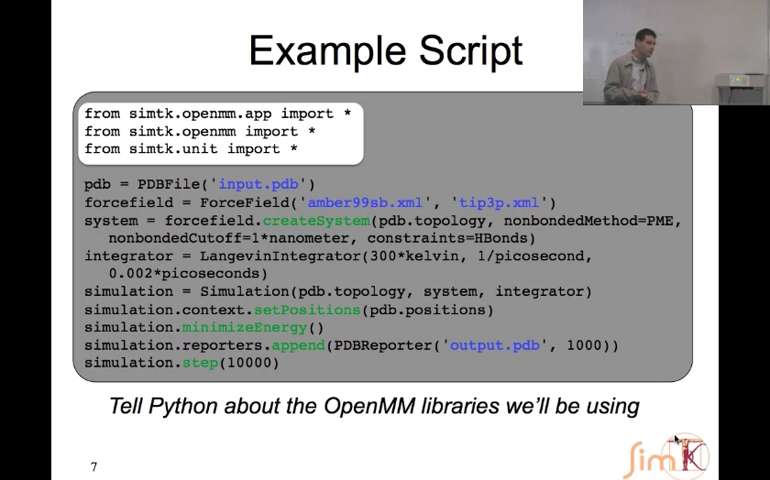 Example Script
from simtk.openmm.app import *
from simtk.openmm import *
from simtk.unit import *
pdb = PDBFile('input.pdb')
forcefield = ForceField('amber99sb.xml', 'tip3p.xml')
system = forcefield.createSystem(pdb.topology, nonbondedMethod=PME,
nonbondedCutoff=1*nanometer, constraints=HBonds)
integrator = LangevinIntegrator(300*kelvin, 1/picosecond,
0.002*picoseconds)
simulation = Simulation(pdb.topology, system, integrator)
simulation.context.setPositions(pdb.positions)
simulation.minimizeEnergy()
simulation.reporters.append(PDBReporter('output.pdb', 1000))
simulation.step(10000)
Tell Python about the OpenMM libraries we'll be using
7
SimTK